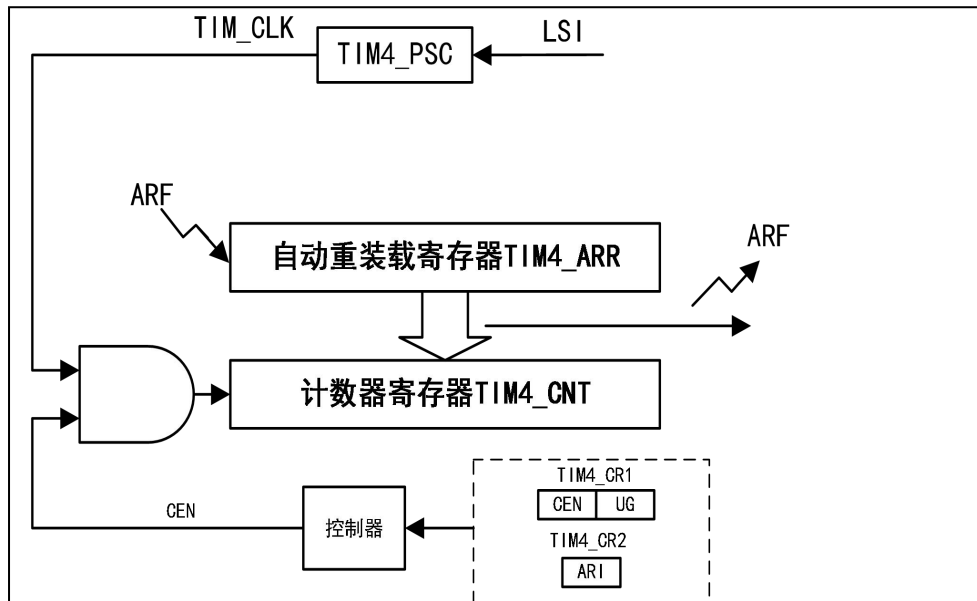 TIM_CLK
TIM4_PSC
LSI
ARF
自动重装载寄存器TIM4_ARR
ARF
计数器寄存器TIM4_CNT
CEN
控制器
TIM4_CR1
CEN UG
TIM4_CR2
ARI